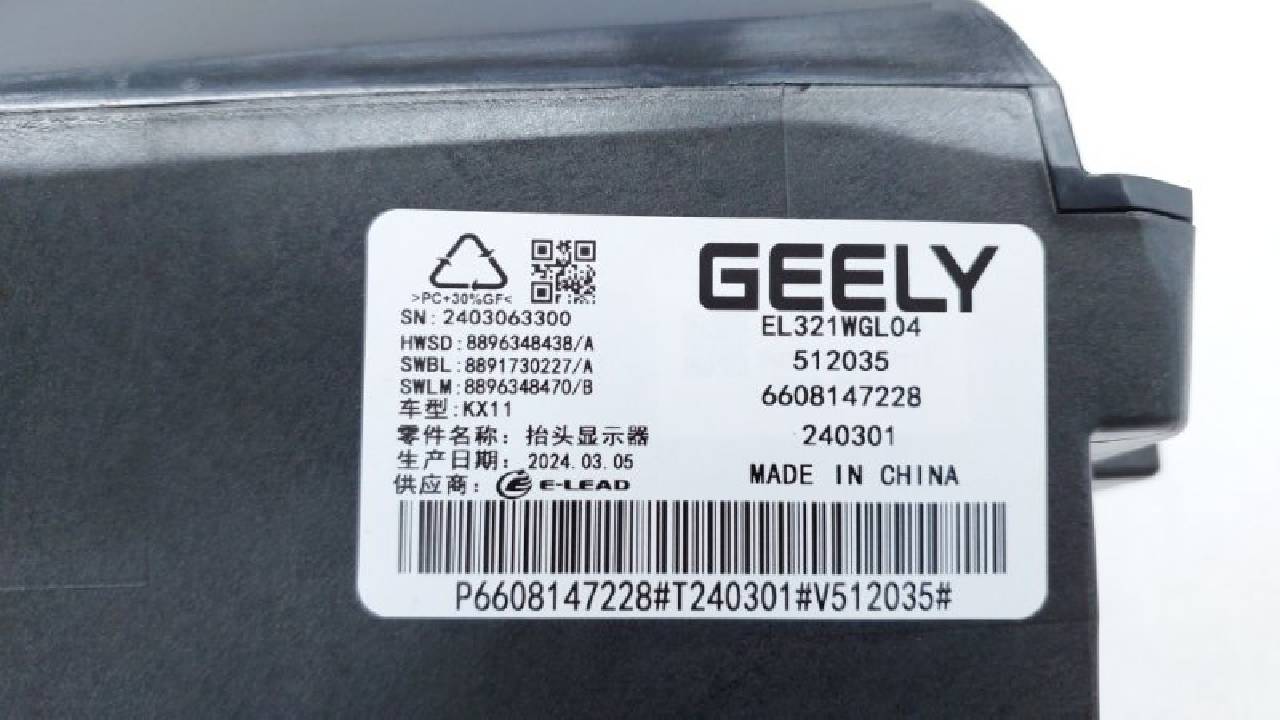 >PC+30%GF<
SN: 2403063300
HWSD:8896348438/A
SWBL:8891730227/A
SWLM:8896348470/B
车型:KX11
零件名称: 抬头显示器
生产日期: 2024.03.05
供应商: E-LEAD
GEELY
EL321WGL04
512035
6608147228
240301
MADE IN CHINA
P6608147228#T240301#V512035#